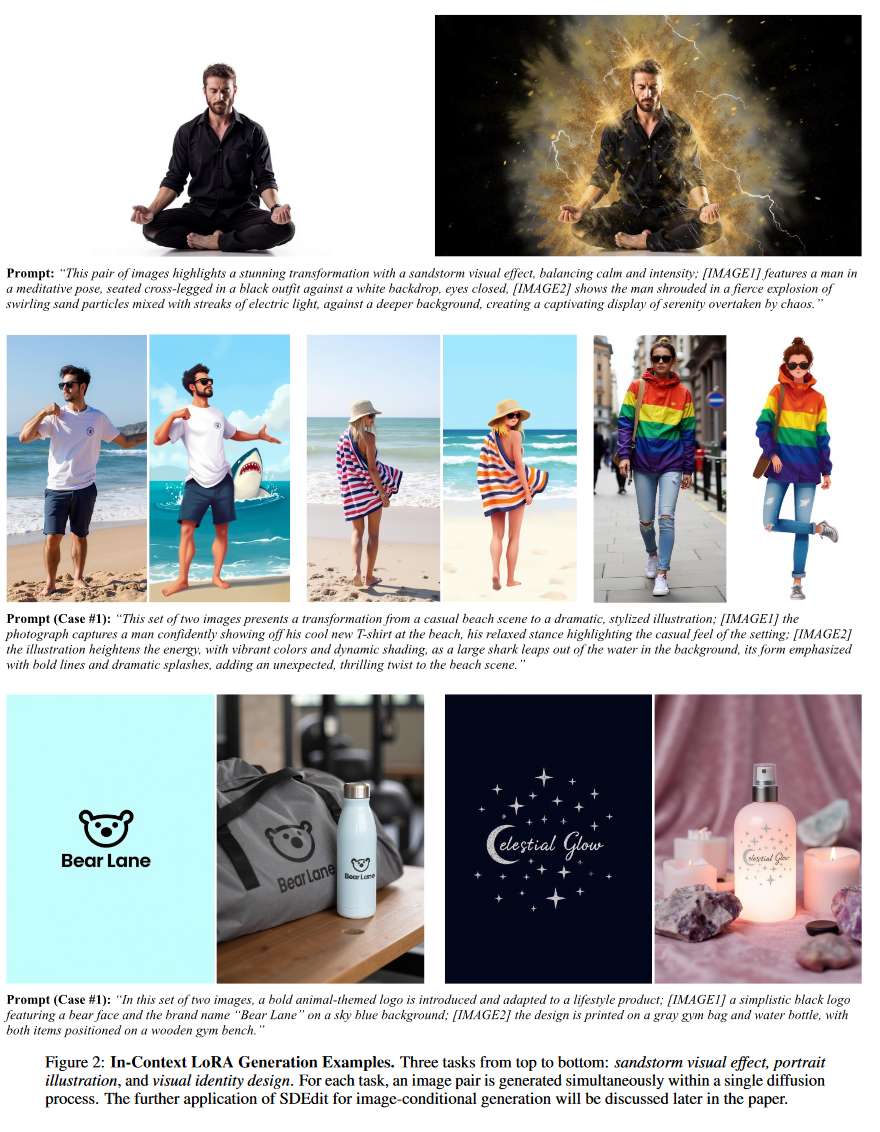 Prompt: “This pair of images highlights a stunning transformation with a sandstorm visual effect, balancing calm and intensity; [IMAGE1] features a man in
a meditative pose, seated cross-legged in a black outfit against a white backdrop, eyes closed, [IMAGE2] shows the man shrouded in a fierce explosion of
swirling sand particles mixed with streaks of electric light, against a deeper background, creating a captivating display of serenity overtaken by chaos.”
Prompt (Case #1): “This set of two images presents a transformation from a casual beach scene to a dramatic, stylized illustration; [IMAGE1] the
photograph captures a man confidently showing off his cool new T-shirt at the beach, his relaxed stance highlighting the casual feel of the setting; [IMAGE2]
the illustration heightens the energy, with vibrant colors and dynamic shading, as a large shark leaps out of the water in the background, its form emphasized
with bold lines and dramatic splashes, adding an unexpected, thrilling twist to the beach scene.”
Bear Lane
Bear Lane
Bear Lane
Celestial Glow
Celestial Glow
Prompt (Case #1): “In this set of two images, a bold animal-themed logo is introduced and adapted to a lifestyle product; [IMAGE1] a simplistic black logo
featuring a bear face and the brand name “Bear Lane” on a sky blue background; [IMAGE2] the design is printed on a gray gym bag and water bottle, with
both items positioned on a wooden gym bench.”
Figure 2: In-Context LoRA Generation Examples. Three tasks from top to bottom: sandstorm visual effect, portrait
illustration, and visual identity design. For each task, an image pair is generated simultaneously within a single diffusion
process. The further application of SDEdit for image-conditional generation will be discussed later in the paper.